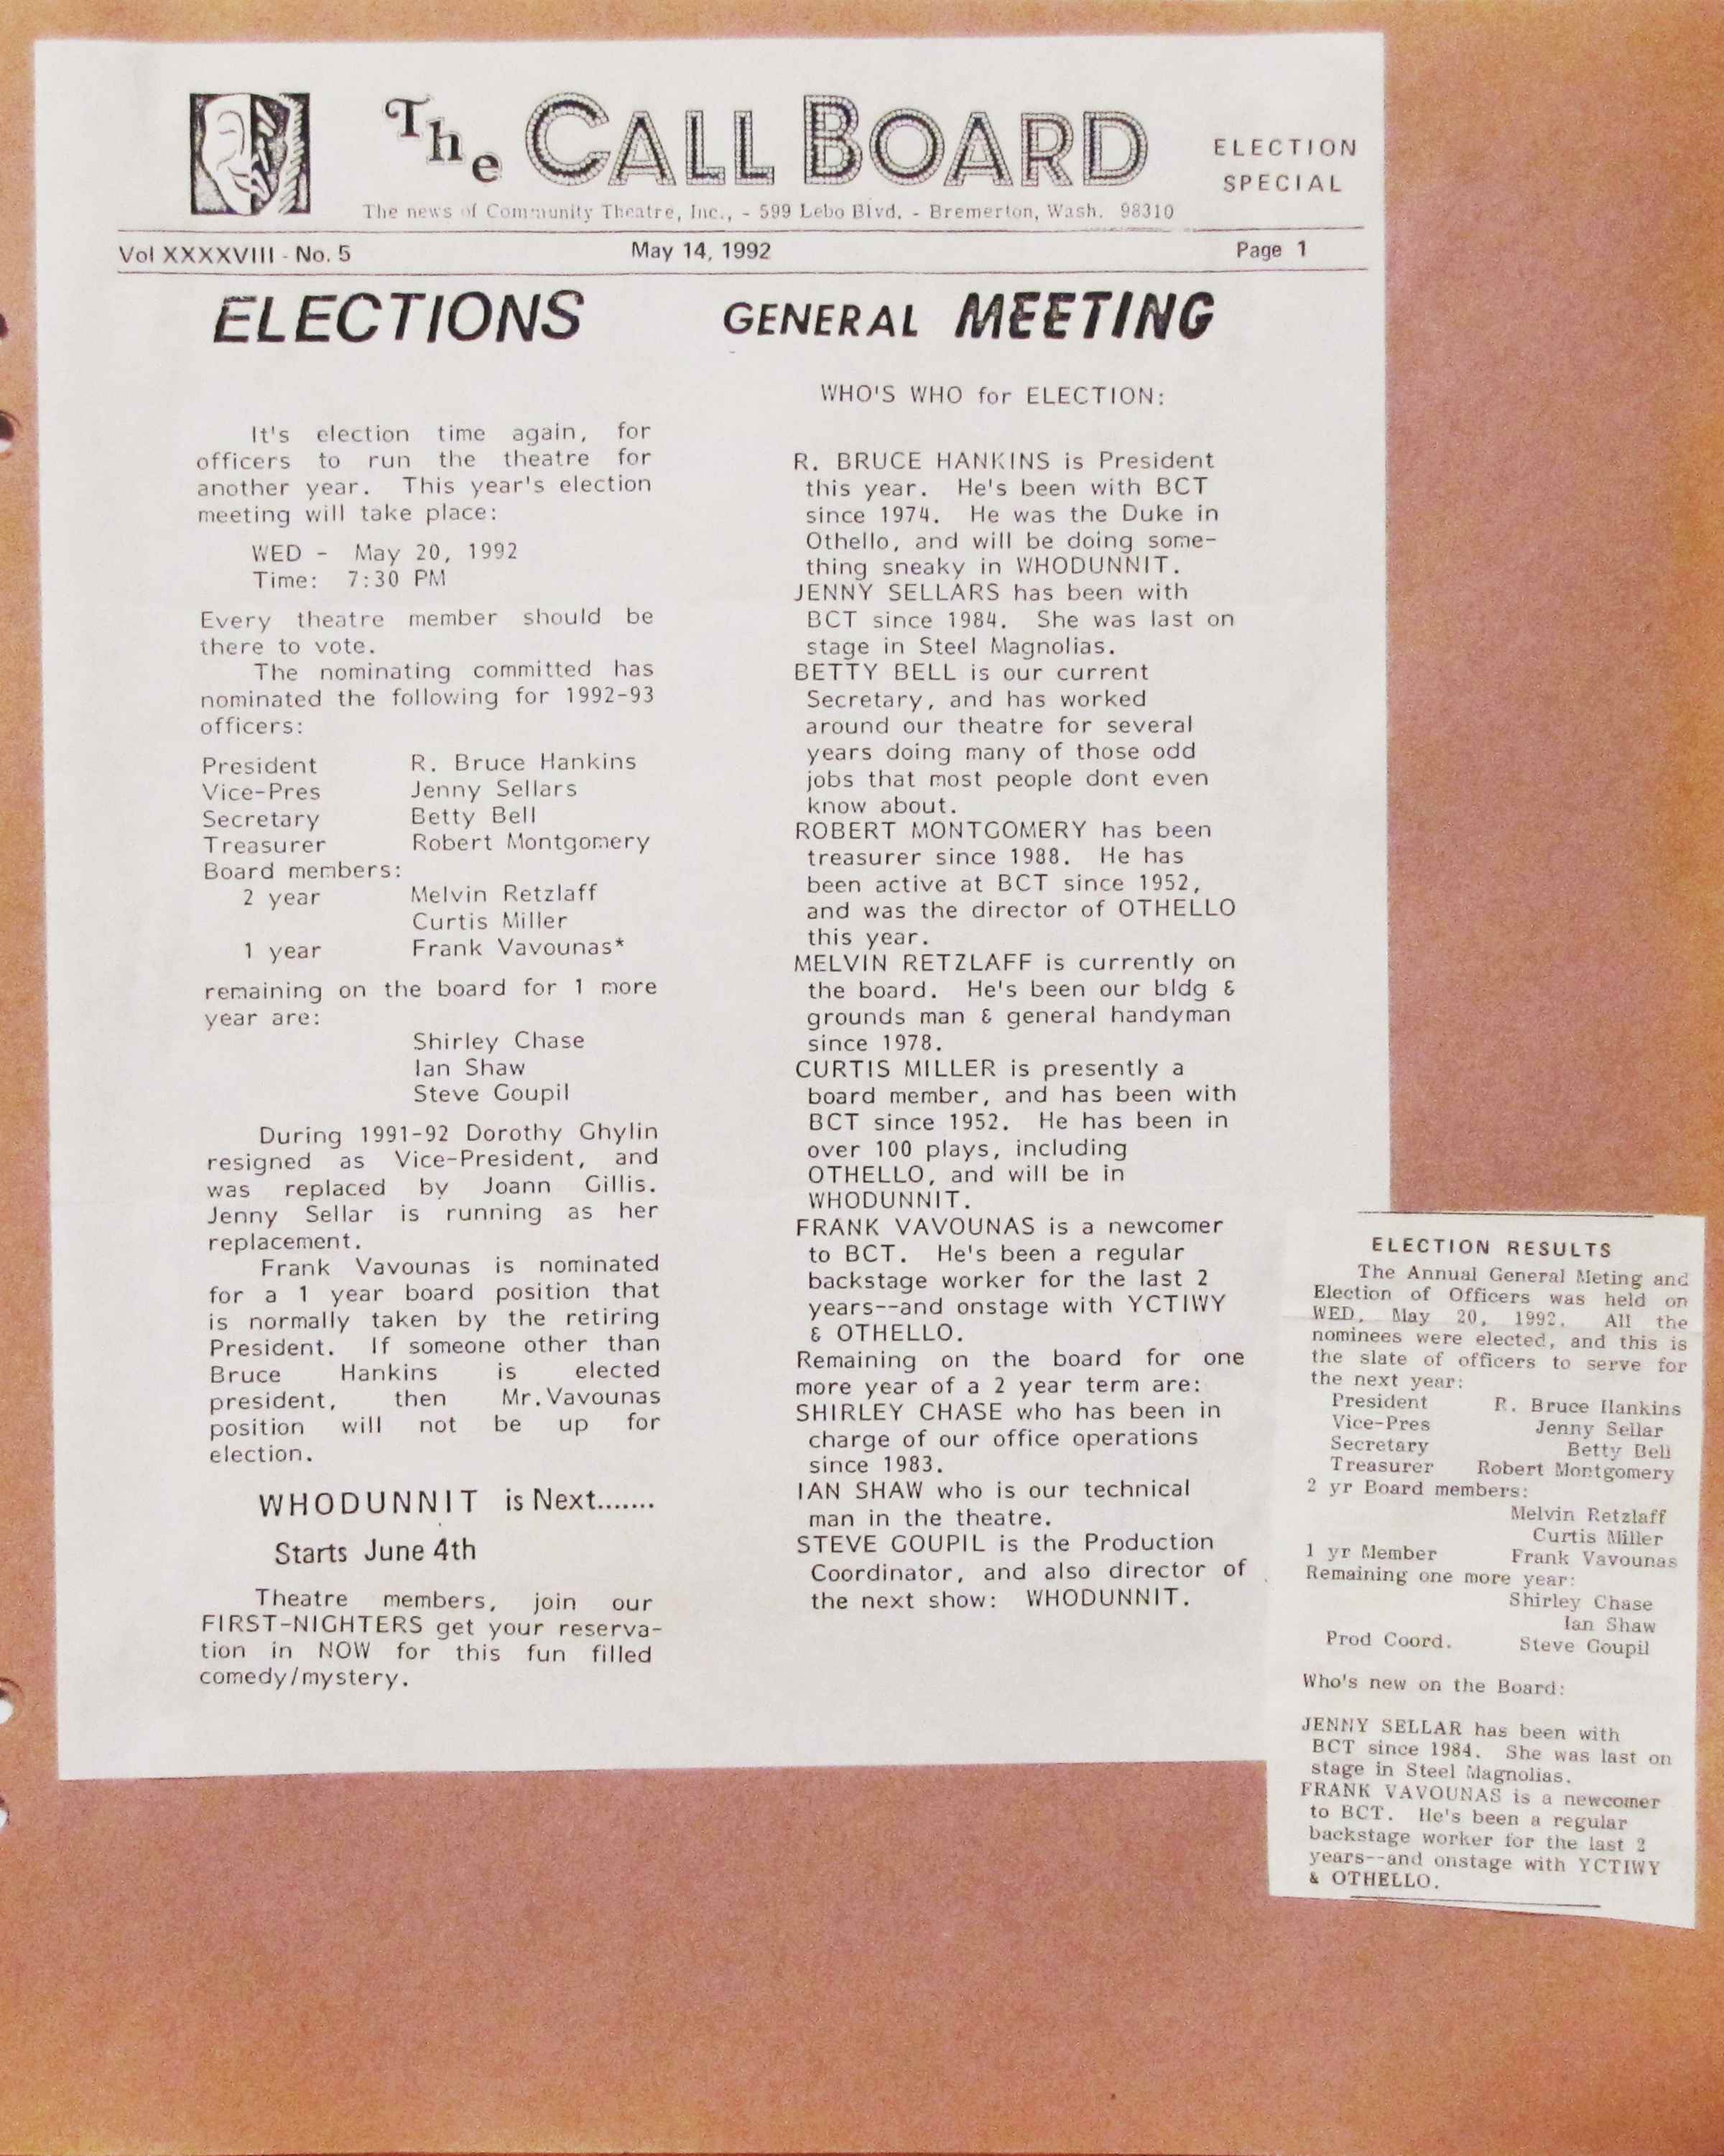 The CALL BOARD
ELECTION
SPECIAL
The news of Community Theatre, Inc., - 599 Lebo Blvd. - Bremerton, Wash. 98310
Vol XXXXVIII - No. 5 May 14, 1992 Page 1
ELECTIONS
It's election time again, for
officers to run the theatre for
another year. This year's election
meeting will take place:
WED - May 20, 1992
Time: 7:30 PM
Every theatre member should be
there to vote.
The nominating committed has
nominated the following for 1992-93
officers:
President R. Bruce Hankins
Vice-Pres Jenny Sellars
Secretary Betty Bell
Treasurer Robert Montgomery
Board members:
2 year Melvin Retzlaff
Curtis Miller
1 year Frank Vavounas*
remaining on the board for 1 more
year are:
Shirley Chase
Ian Shaw
Steve Goupil
During 1991-92 Dorothy Ghylin
resigned as Vice-President, and
was replaced by Joann Gillis.
Jenny Sellar is running as her
replacement.
Frank Vavounas is nominated
for a 1 year board position that
is normally taken by the retiring
President. If someone other than
Bruce Hankins is elected
president, then Mr. Vavounas
position will not be up for
election.
WHODUNNIT is Next.......
Starts June 4th
Theatre members, join our
FIRST-NIGHTERS get your reserva-
tion in NOW for this fun filled
comedy/mystery.
GENERAL MEETING
WHO'S WHO for ELECTION:
R. BRUCE HANKINS is President
this year. He's been with BCT
since 1974. He was the Duke in
Othello, and will be doing some-
thing sneaky in WHODUNNIT.
JENNY SELLARS has been with
BCT since 1984. She was last on
stage in Steel Magnolias.
BETTY BELL is our current
Secretary, and has worked
around our theatre for several
years doing many of those odd
jobs that most people dont even
know about.
ROBERT MONTGOMERY has been
treasurer since 1988. He has
been active at BCT since 1952,
and was the director of OTHELLO
this year.
MELVIN RETZLAFF is currently on
the board. He's been our bldg &
grounds man & general handyman
since 1978.
CURTIS MILLER is presently a
board member, and has been with
BCT since 1952. He has been in
over 100 plays, including
OTHELLO, and will be in
WHODUNNIT.
FRANK VAVOUNAS is a newcomer
to BCT. He's been a regular
backstage worker for the last 2
years--and onstage with YCTIWY
& OTHELLO.
Remaining on the board for one
more year of a 2 year term are:
SHIRLEY CHASE who has been in
charge of our office operations
since 1983.
IAN SHAW who is our technical
man in the theatre.
STEVE GOUPIL is the Production
Coordinator, and also director of
the next show: WHODUNNIT.
ELECTION RESULTS
The Annual General Meting and
Election of Officers was held on
WED, May 20, 1992. All the
nominees were elected, and this is
the slate of officers to serve for
the next year:
President R. Bruce Hankins
Vice-Pres Jenny Sellar
Secretary Betty Bell
Treasurer Robert Montgomery
2 yr Board members:
Melvin Retzlaff
Curtis Miller
1 yr Member Frank Vavounas
Remaining one more year:
Shirley Chase
Ian Shaw
Prod Coord. Steve Goupil
Who's new on the Board:
JENNY SELLAR has been with
BCT since 1984. She was last on
stage in Steel Magnolias.
FRANK VAVOUNAS is a newcomer
to BCT. He's been a regular
backstage worker for the last 2
years--and onstage with YCTIWY
& OTHELLO.